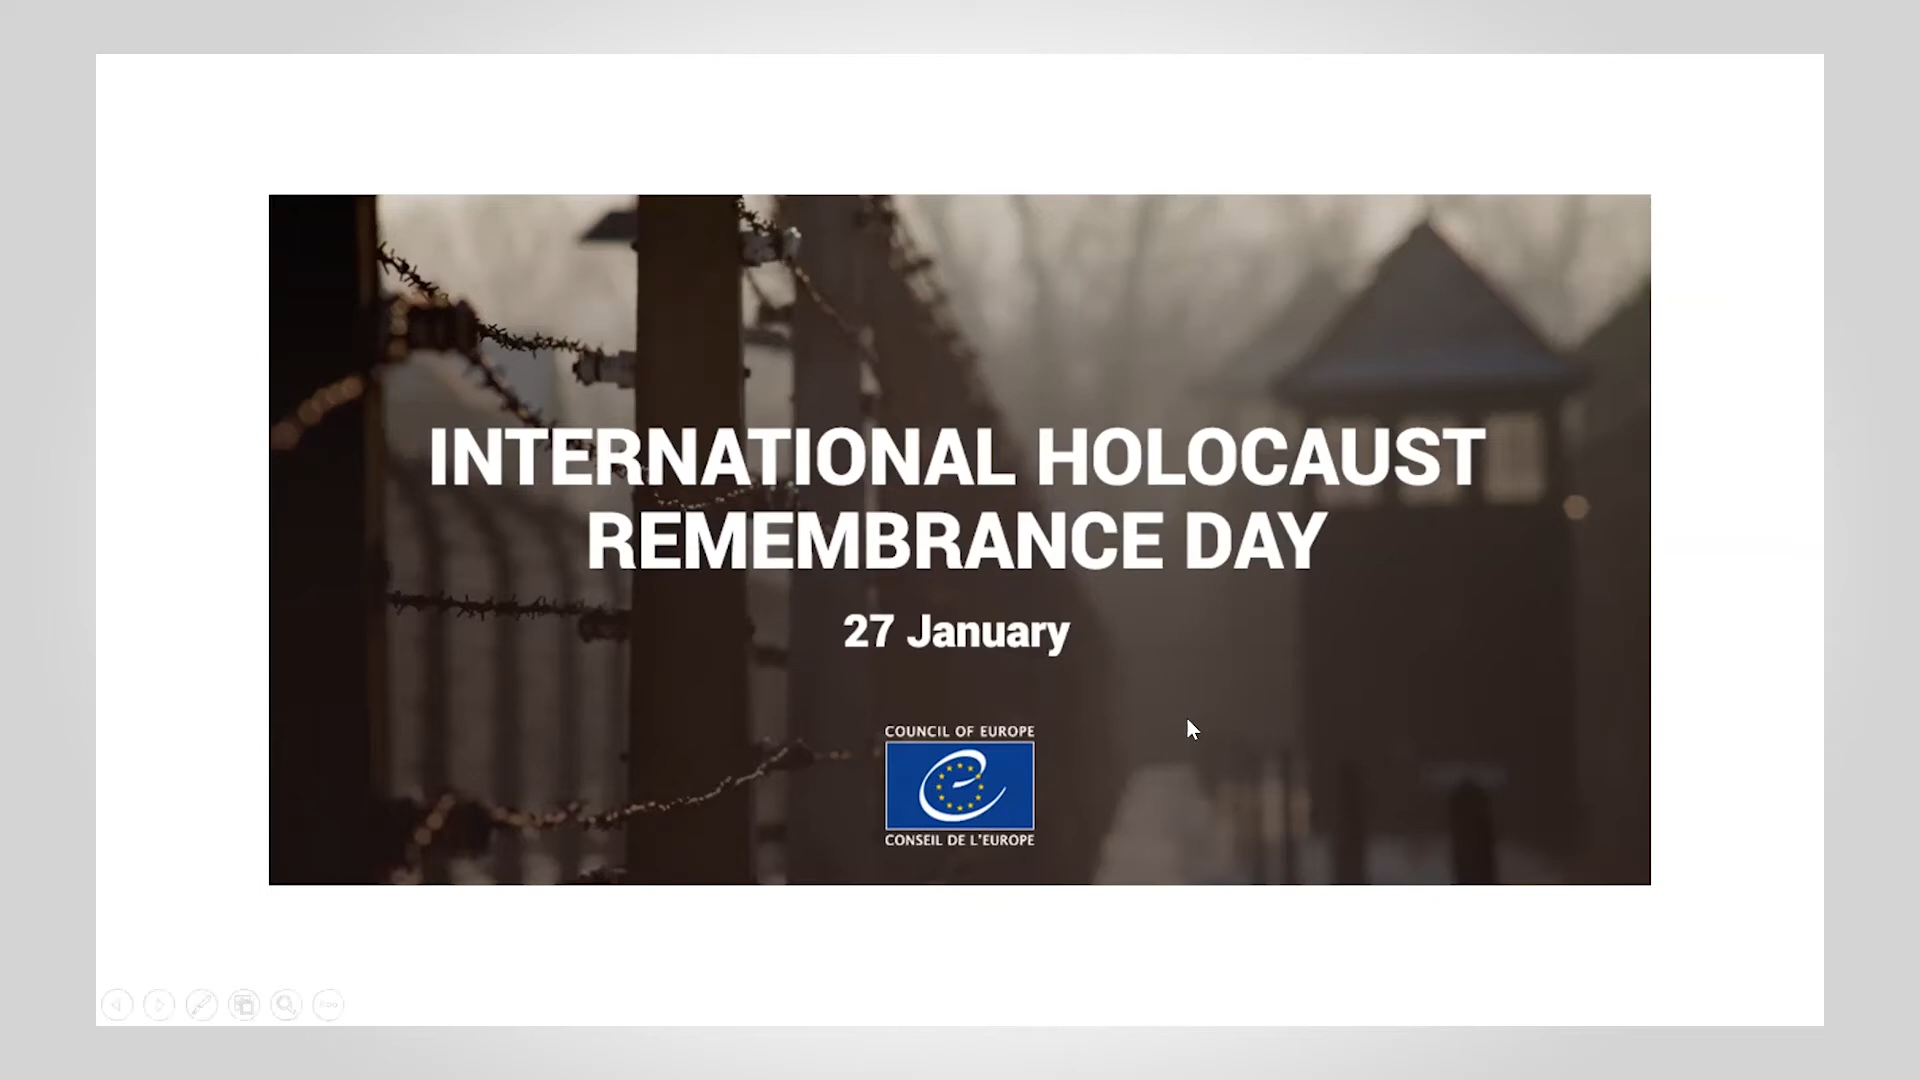 INTERNATIONAL HOLOCAUST
REMEMBRANCE DAY
27 January
COUNCIL OF EUROPE
CONSEIL DE L'EUROPE